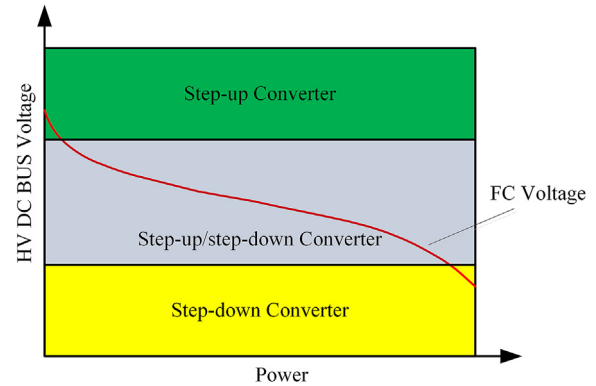 HV DC BUS Voltage
Step-up Converter
FC Voltage
Step-up/step-down Converter
Step-down Converter
Power